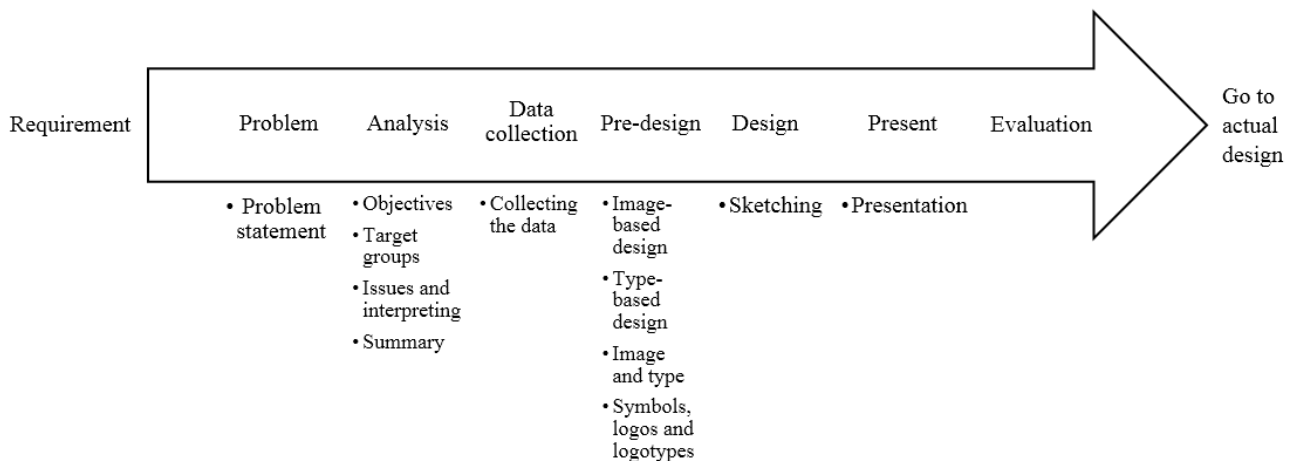 Requirement
Problem
Analysis
Data
collection
Pre-design
Design
Present
Evaluation
Go to
actual
design
• Problem
statement
• Objectives
• Target
groups
• Issues and
interpreting
• Summary
• Collecting
the data
• Image-
based
design
• Type-
based
design
• Image
and type
• Symbols,
logos and
logotypes
• Sketching
• Presentation